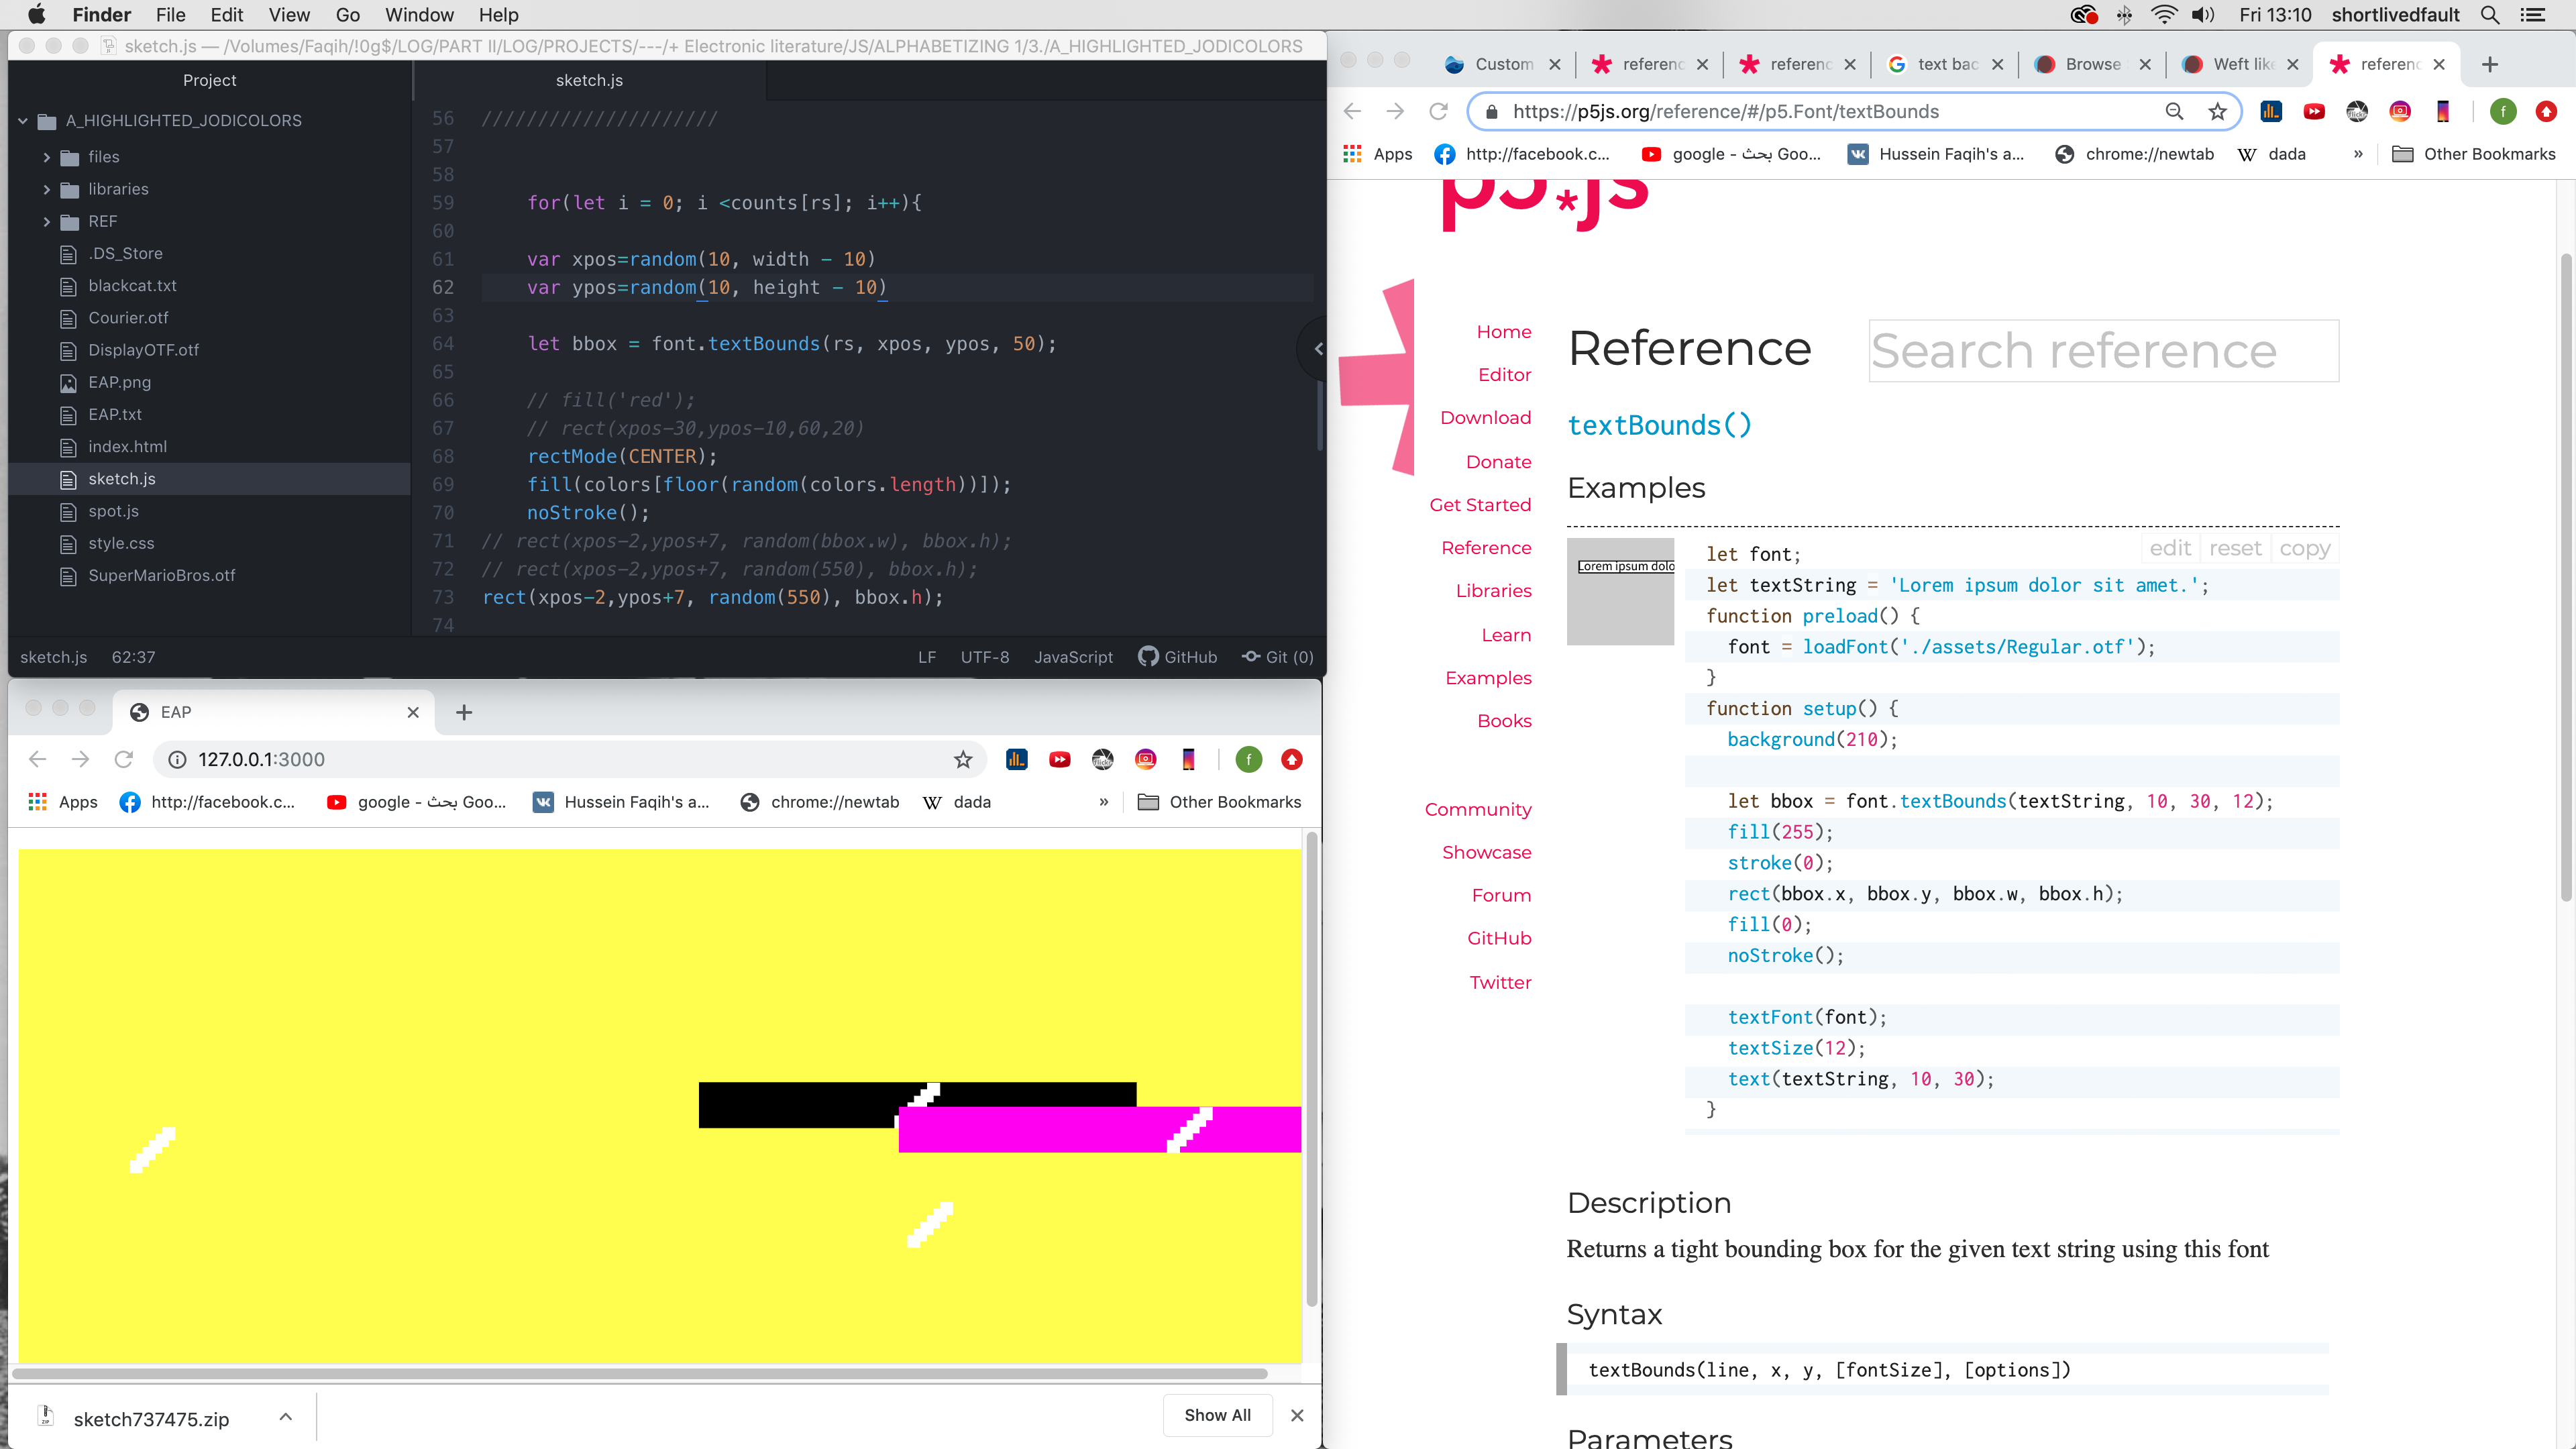 Finder File Edit View Go Window Help
Fri 13:10 shortlivedfault
sketch.js — /Volumes/Faqih/!0g$/LOG/PART II/LOG/PROJECTS/---/+ Electronic literature/JS/ALPHABETIZING 1/3./A_HIGHLIGHTED_JODICOLORS
Project
A_HIGHLIGHTED_JODICOLORS
files
libraries
REF
.DS_Store
blackcat.txt
Courier.otf
DisplayOTF.otf
EAP.png
EAP.txt
index.html
sketch.js
spot.js
style.css
SuperMarioBros.otf
sketch.js
56 /////////////////////
57
58
59 for(let i = 0; i <counts[rs]; i++){
60
61 var xpos=random(10, width - 10)
62 var ypos=random(10, height - 10)
63
64 let bbox = font.textBounds(rs, xpos, ypos, 50);
65
66 // fill('red');
67 // rect(xpos-30,ypos-10,60,20)
68 rectMode(CENTER);
69 fill(colors[floor(random(colors.length))]);
70 noStroke();
71 // rect(xpos-2,ypos+7, random(bbox.w), bbox.h);
72 // rect(xpos-2,ypos+7, random(550), bbox.h);
73 rect(xpos-2,ypos+7, random(550), bbox.h);
74
sketch.js 62:37 LF UTF-8 JavaScript GitHub Git (0)
EAP
127.0.0.1:3000
f
Apps http://facebook.c... google - بحث Goo... Hussein Faqih's a... chrome://newtab dada » Other Bookmarks
sketch737475.zip
Show All
Custom referenc referenc text bac Browse Weft like referenc
https://p5js.org/reference/#/p5.Font/textBounds
f
Apps http://facebook.c... google - بحث Goo... Hussein Faqih's a... chrome://newtab dada » Other Bookmarks
p5*js
Home
Editor
Download
Donate
Get Started
Reference
Libraries
Learn
Examples
Books
Community
Showcase
Forum
GitHub
Twitter
Reference
Search reference
textBounds()
Examples
Lorem ipsum dolo
edit reset copy
let font;
let textString = 'Lorem ipsum dolor sit amet.';
function preload() {
font = loadFont('./assets/Regular.otf');
}
function setup() {
background(210);
let bbox = font.textBounds(textString, 10, 30, 12);
fill(255);
stroke(0);
rect(bbox.x, bbox.y, bbox.w, bbox.h);
fill(0);
noStroke();
textFont(font);
textSize(12);
text(textString, 10, 30);
}
Description
Returns a tight bounding box for the given text string using this font
Syntax
textBounds(line, x, y, [fontSize], [options])
Parameters